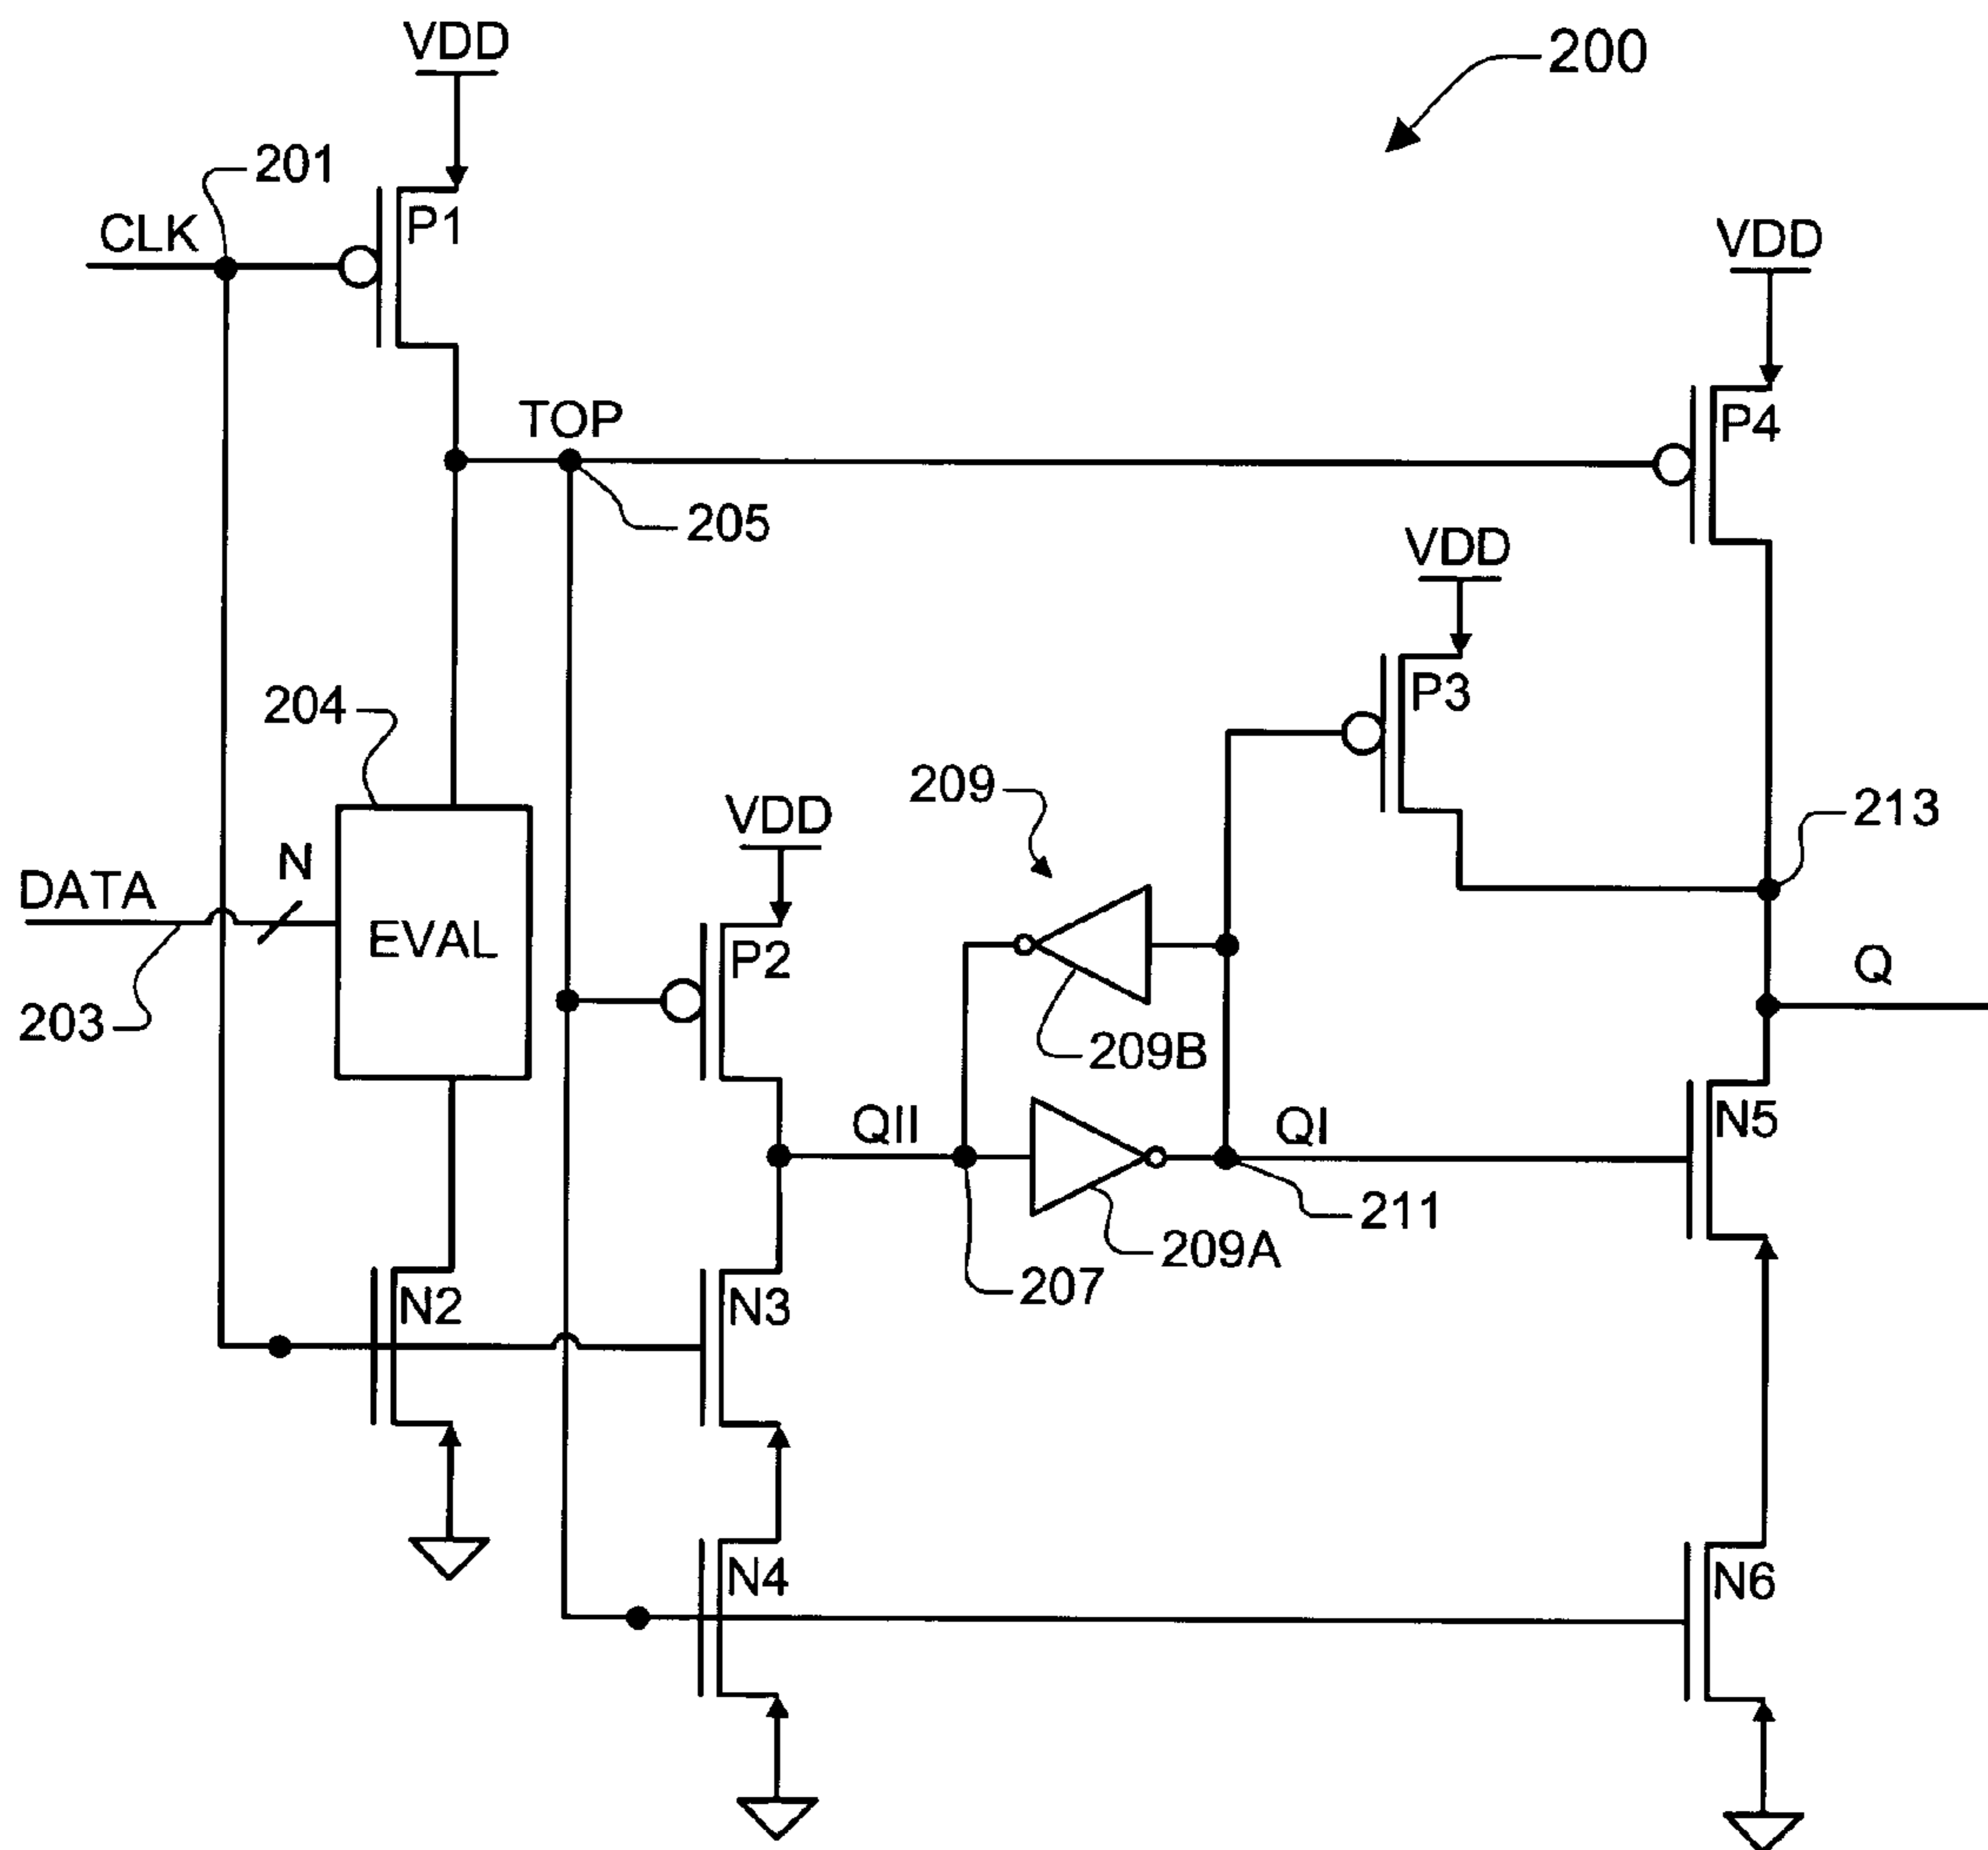 VDD
200
201
CLK
P1
VDD
TOP
P4
205
VDD
P3
204
209
VDD
213
N
DATA
EVAL
P2
Q
203
209B
QII
QI
N5
211
209A
207
N2
N3
N4
N6